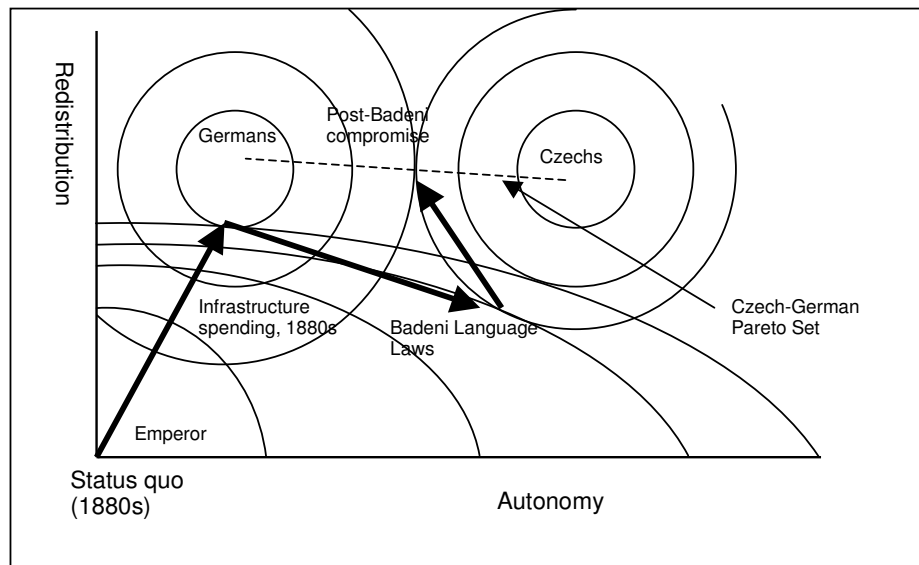 Redistribution
Germans
Post-Badeni
compromise
Czechs
Infrastructure
spending, 1880s
Badeni Language
Laws
Czech-German
Pareto Set
Emperor
Status quo
(1880s)
Autonomy